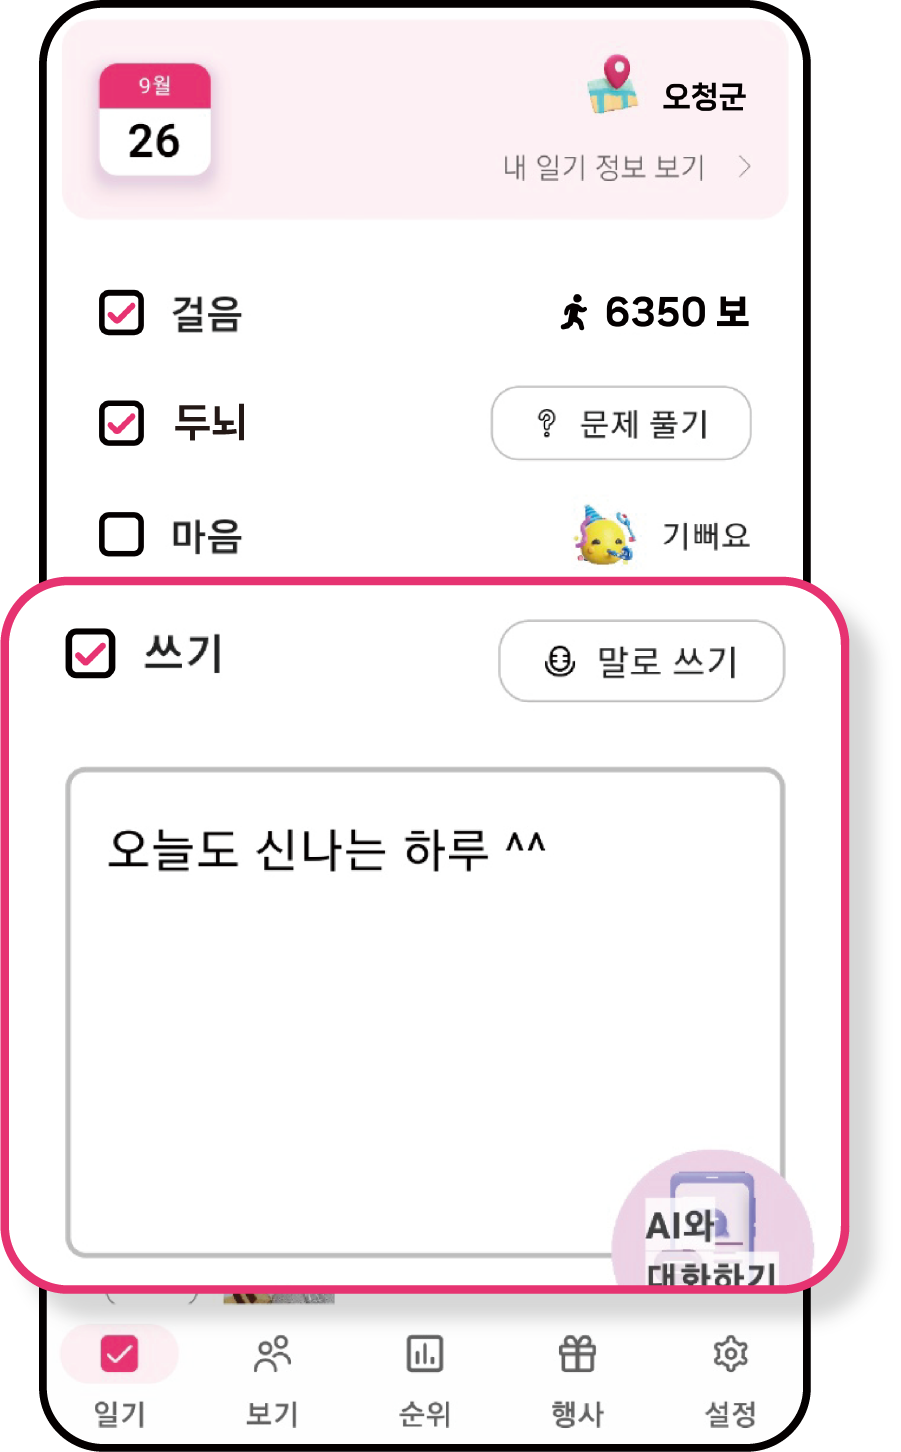 9월
26
오청군
내 일기 정보 보기
걸음
6350 보
두뇌
문제 풀기
마음
기뻐요
쓰기
말로 쓰기
오늘도 신나는 하루 ^^
AI와
대화하기
일기
보기
순위
행사
설정